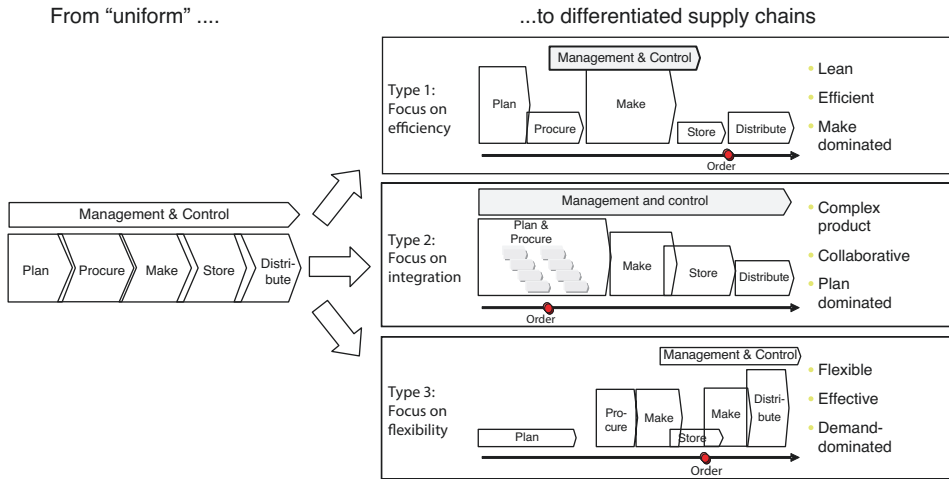 From “uniform” ....
...to differentiated supply chains
Management & Control
Plan
Procure
Make
Store
Distri-
bute
Type 1:
Focus on
efficiency
Management & Control
Plan
Procure
Make
Store
Distribute
Order
• Lean
• Efficient
• Make
dominated
Type 2:
Focus on
integration
Management and control
Plan &
Procure
Make
Store
Distribute
Order
• Complex
product
• Collaborative
• Plan
dominated
Type 3:
Focus on
flexibility
Management & Control
Plan
Pro-
cure
Make
Store
Make
Distri-
bute
Order
• Flexible
• Effective
• Demand-
dominated